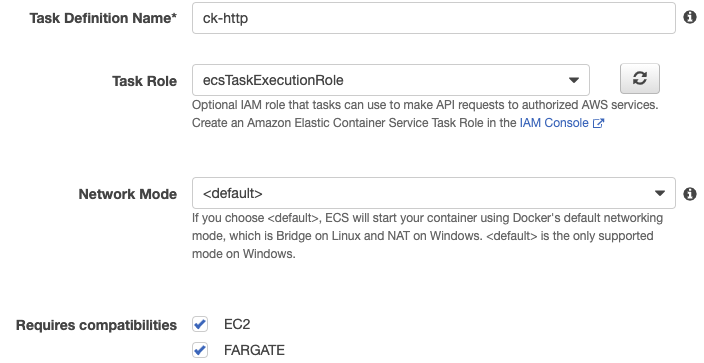 Task Definition Name* ck-http
Task Role ecsTaskExecutionRole
Optional IAM role that tasks can use to make API requests to authorized AWS services.
Create an Amazon Elastic Container Service Task Role in the IAM Console
Network Mode <default>
If you choose <default>, ECS will start your container using Docker's default networking
mode, which is Bridge on Linux and NAT on Windows. <default> is the only supported
mode on Windows.
Requires compatibilities EC2
FARGATE